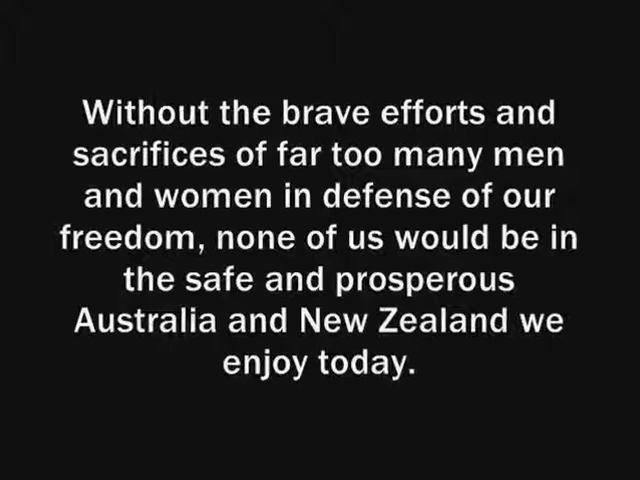 Without the brave efforts and
sacrifices of far too many men
and women in defense of our
freedom, none of us would be in
the safe and prosperous
Australia and New Zealand we
enjoy today.